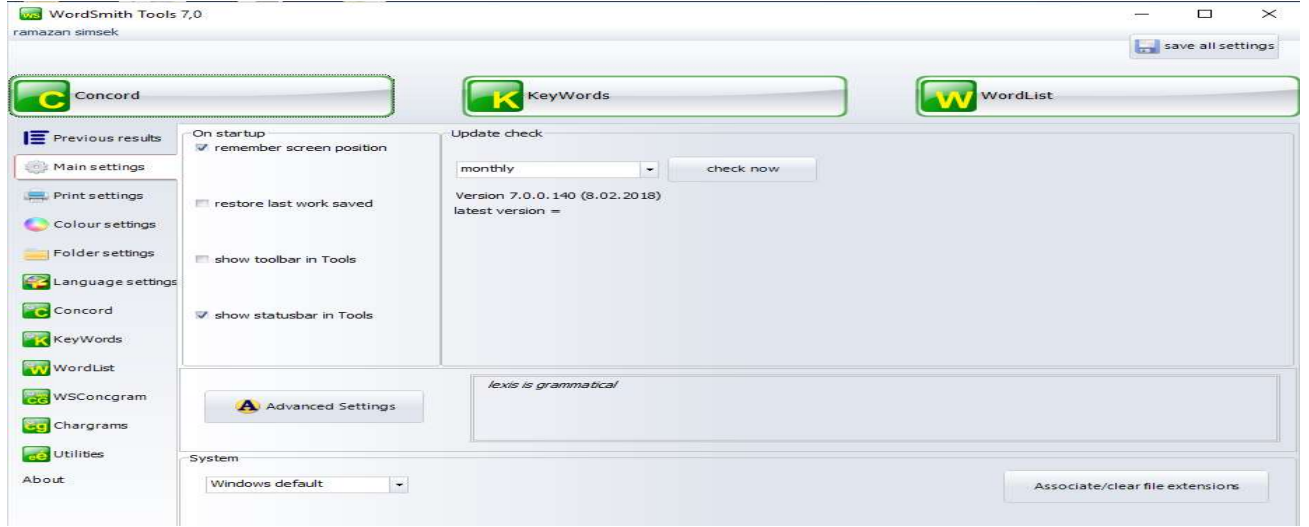 WordSmith Tools 7,0
ramazan simsek
save all settings
Concord
KeyWords
WordList
Previous results
Main settings
Print settings
Colour settings
Folder settings
Language settings
Concord
KeyWords
WordList
WSConcgram
Chargrams
Utilities
About
On startup
remember screen position
restore last work saved
show toolbar in Tools
show statusbar in Tools
Update check
monthly
check now
Version 7.0.0.140 (8.02.2018)
latest version =
Advanced Settings
lexis is grammatical
System
Windows default
Associate/clear file extensions